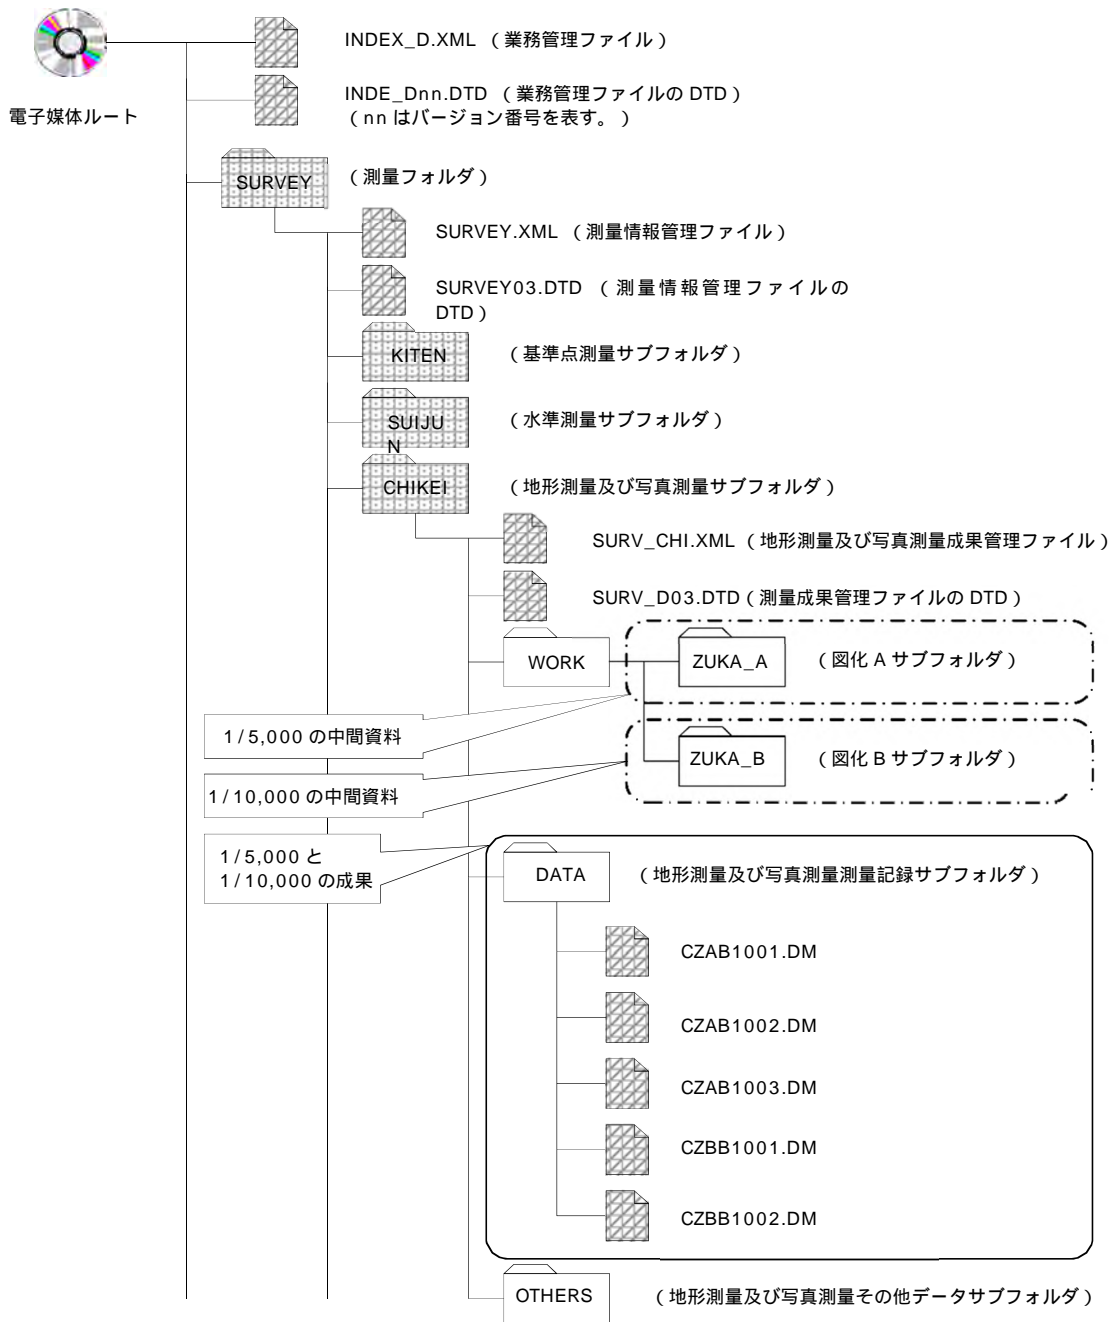 INDEX_D.XML （業務管理ファイル）
電子媒体ルート
INDE_Dnn.DTD （業務管理ファイルの DTD）
（nn はバージョン番号を表す。）
SURVEY
（測量フォルダ）
SURVEY.XML （測量情報管理ファイル）
SURVEY03.DTD （測量情報管理ファイルの
DTD）
KITEN
（基準点測量サブフォルダ）
SUIJU
N
（水準測量サブフォルダ）
CHIKEI
（地形測量及び写真測量サブフォルダ）
SURV_CHI.XML（地形測量及び写真測量成果管理ファイル）
SURV_D03.DTD（測量成果管理ファイルの DTD）
WORK
ZUKA_A
（図化 A サブフォルダ）
1/5,000 の中間資料
ZUKA_B
（図化 B サブフォルダ）
1/10,000 の中間資料
1/5,000 と
1/10,000 の成果
DATA
（地形測量及び写真測量測量記録サブフォルダ）
CZAB1001.DM
CZAB1002.DM
CZAB1003.DM
CZBB1001.DM
CZBB1002.DM
OTHERS
（地形測量及び写真測量その他データサブフォルダ）